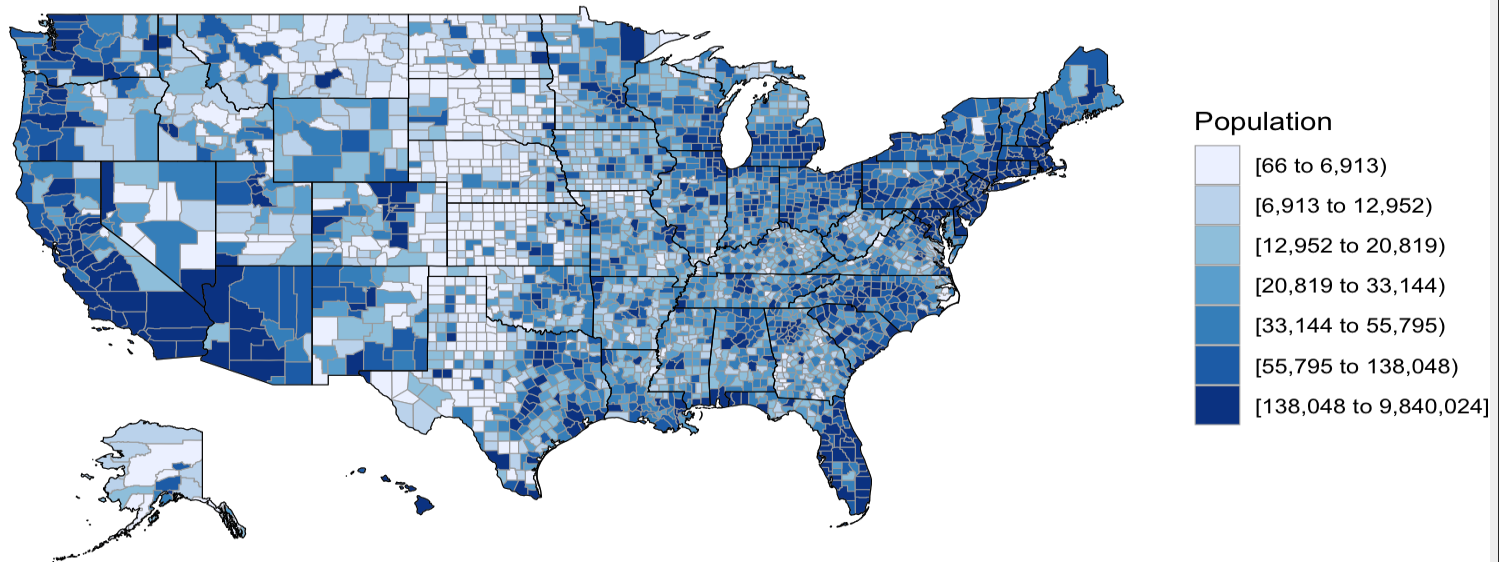 Population
[66 to 6,913)
[6,913 to 12,952)
[12,952 to 20,819)
[20,819 to 33,144)
[33,144 to 55,795)
[55,795 to 138,048)
[138,048 to 9,840,024]